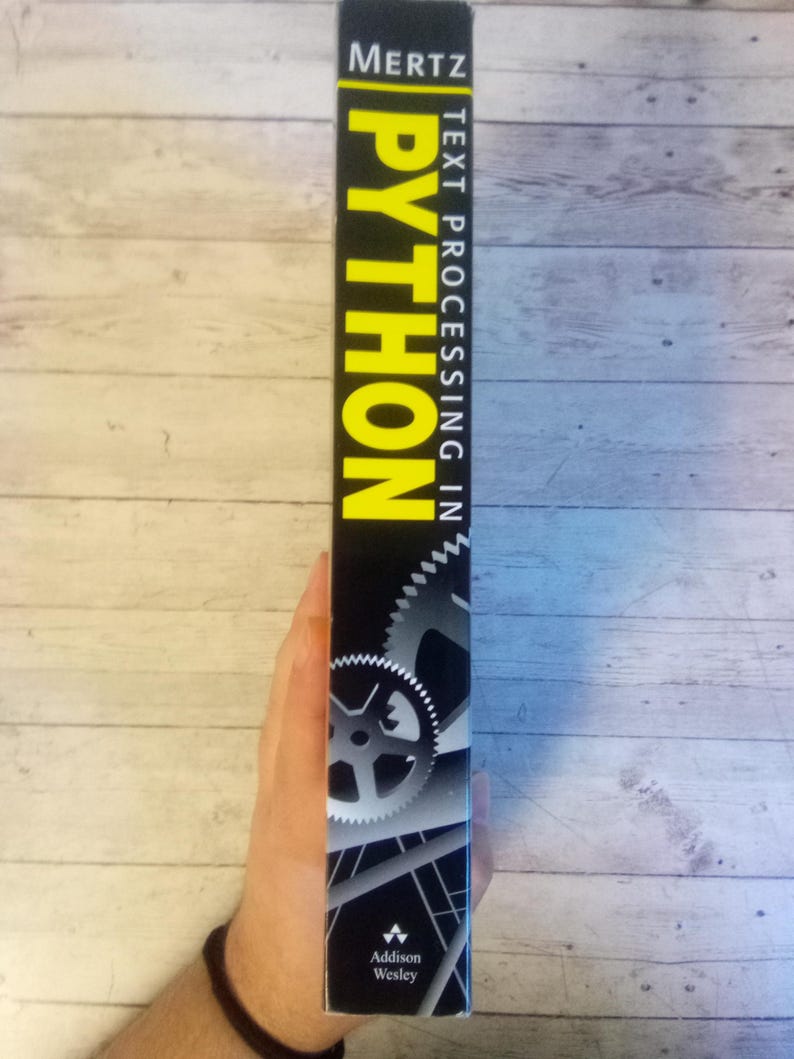 MERTZ
TEXT PROCESSING IN
PYTHON
Addison
Wesley